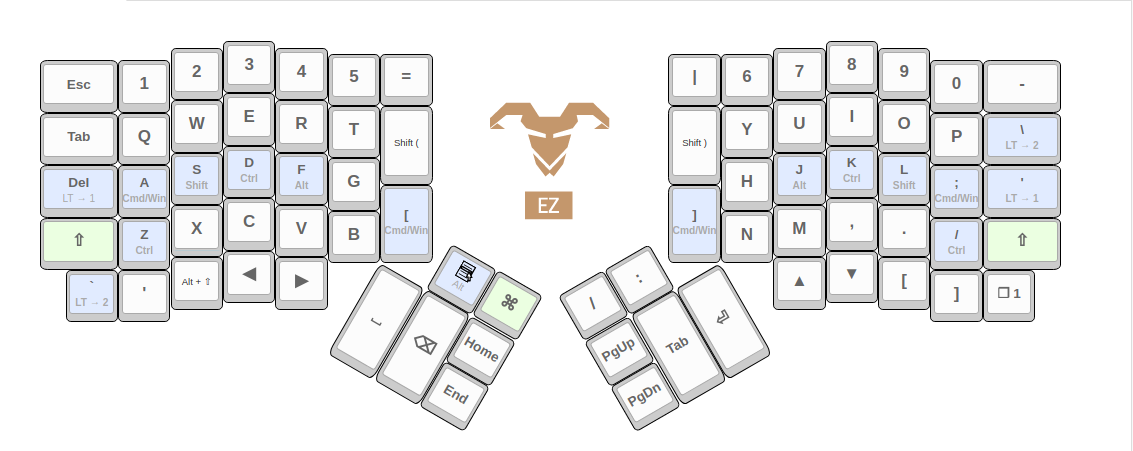 Esc 1 2 3 4 5 =
Tab Q W E R T Shift (
Del LT → 1
A Cmd/Win
S Shift
D Ctrl
F Alt
G
[ Cmd/Win
⇧
Z Ctrl
X C V B
` LT → 2
'
Alt + ⇧
◀ ▶
Alt
⌘
Home
End
EZ
| 6 7 8 9 0 -
Shift ) Y U I O P
\ LT → 2
H
J Alt
K Ctrl
L Shift
; Cmd/Win
' LT → 1
] Cmd/Win
N M , .
/ Ctrl
⇧
▲ ▼ [ ] ❐ 1
/ :
PgUp
Tab
⏎
PgDn